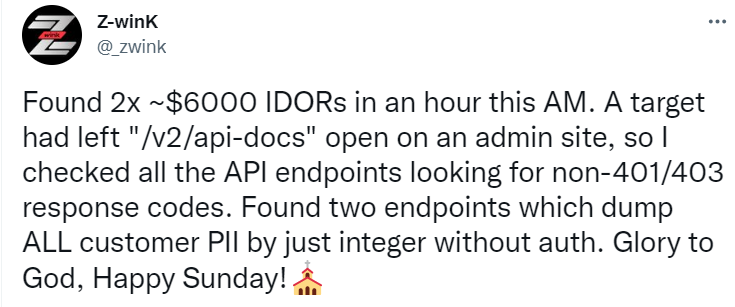 Z-winK
@_zwink
Z
wink
Found 2x ~$6000 IDORs in an hour this AM. A target
had left "/v2/api-docs" open on an admin site, so I
checked all the API endpoints looking for non-401/403
response codes. Found two endpoints which dump
ALL customer PII by just integer without auth. Glory to
God, Happy Sunday! ⛪